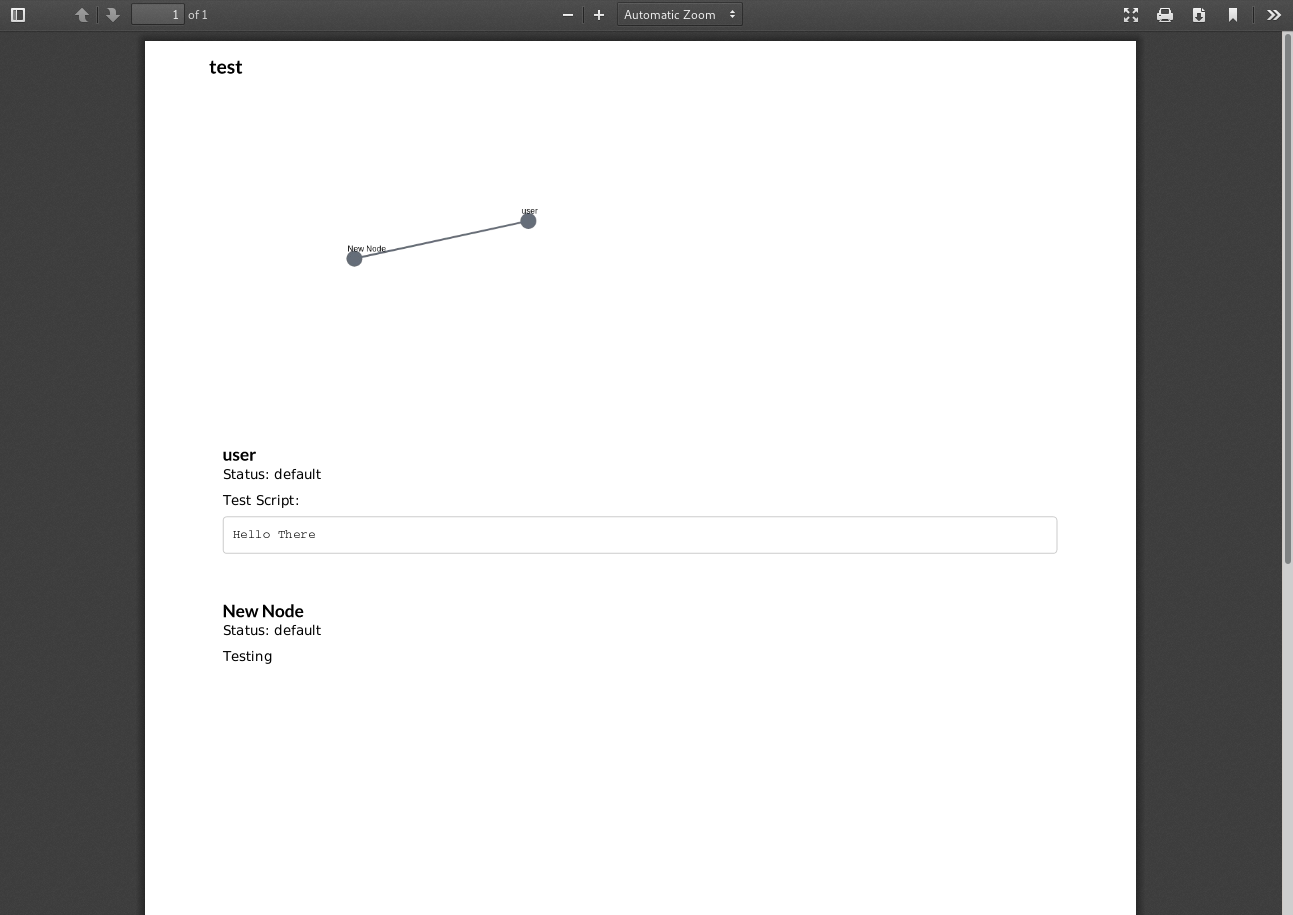 1 of 1
Automatic Zoom
test
user
New Node
user
Status: default
Test Script:
Hello There
New Node
Status: default
Testing